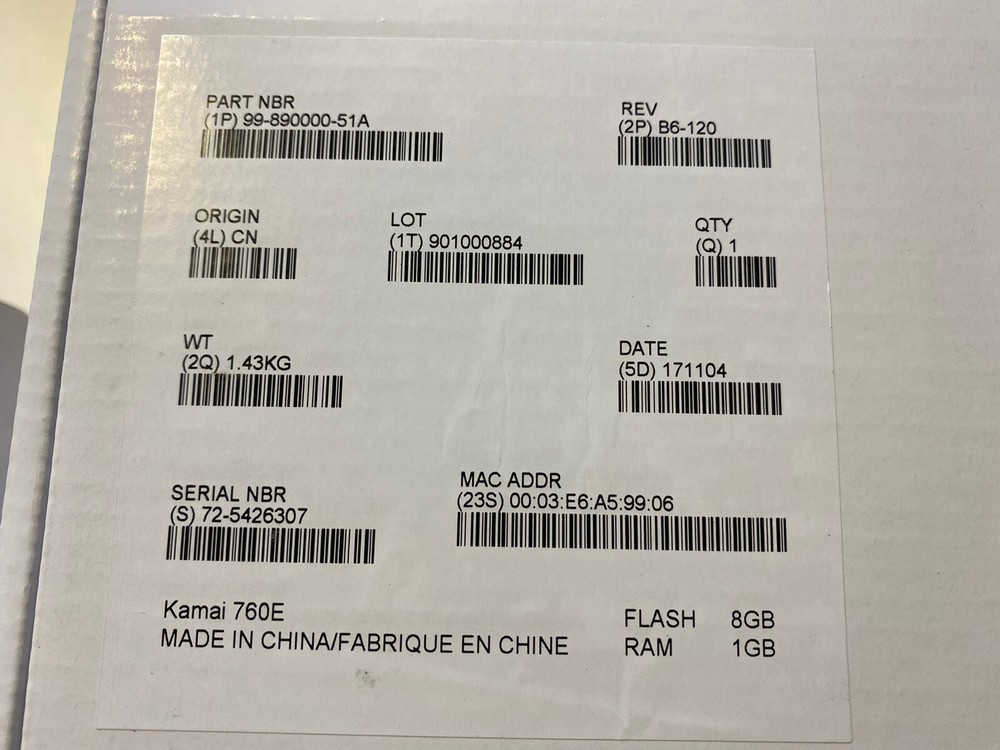 PART NBR
(1P) 99-890000-51A
REV
(2P) B6-120
ORIGIN
(4L) CN
LOT
(1T) 901000884
QTY
(Q) 1
WT
(2Q) 1.43KG
DATE
(5D) 171104
SERIAL NBR
(S) 72-5426307
MAC ADDR
(23S) 00:03:E6:A5:99:06
Kamai 760E
MADE IN CHINA/FABRIQUE EN CHINE
FLASH 8GB
RAM 1GB